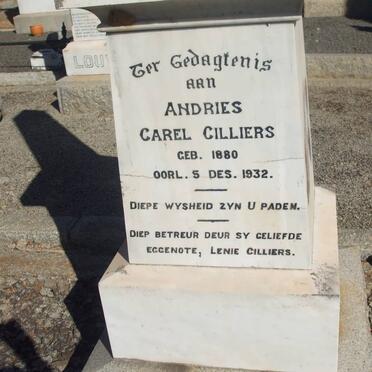 Ter Gedagtenis
aan
ANDRIES
CAREL CILLIERS
GEB. 1880
OORL. 5 DES. 1932.
DIEPE WYSHEID ZYN U PADEN.
DIEP BETREUR DEUR SY GELIEFDE
EGGENOTE, LENIE CILLIERS.